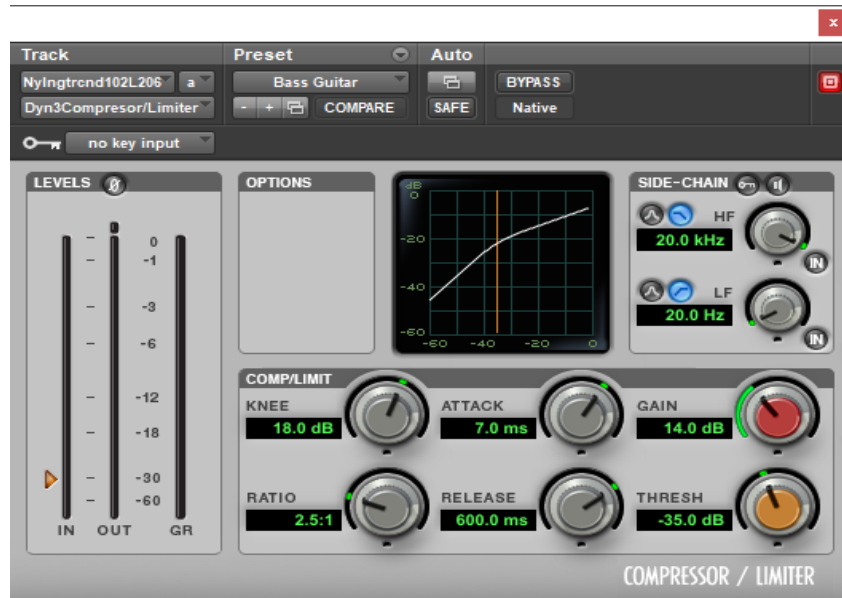 x
Track Preset Auto
Nylngtrcnd102L206 a Bass Guitar BYPASS
Dyn3Compresor/Limiter - + COMPARE SAFE Native
no key input
LEVELS Ø
0
-1
-3
-6
-12
-18
-30
-60
IN OUT GR
OPTIONS
dB
0
-20
-40
-60
-60 -40 -20 0
SIDE-CHAIN
HF
20.0 kHz
IN
LF
20.0 Hz
IN
COMP/LIMIT
KNEE ATTACK GAIN
18.0 dB 7.0 ms 14.0 dB
RATIO RELEASE THRESH
2.5:1 600.0 ms -35.0 dB
COMPRESSOR / LIMITER